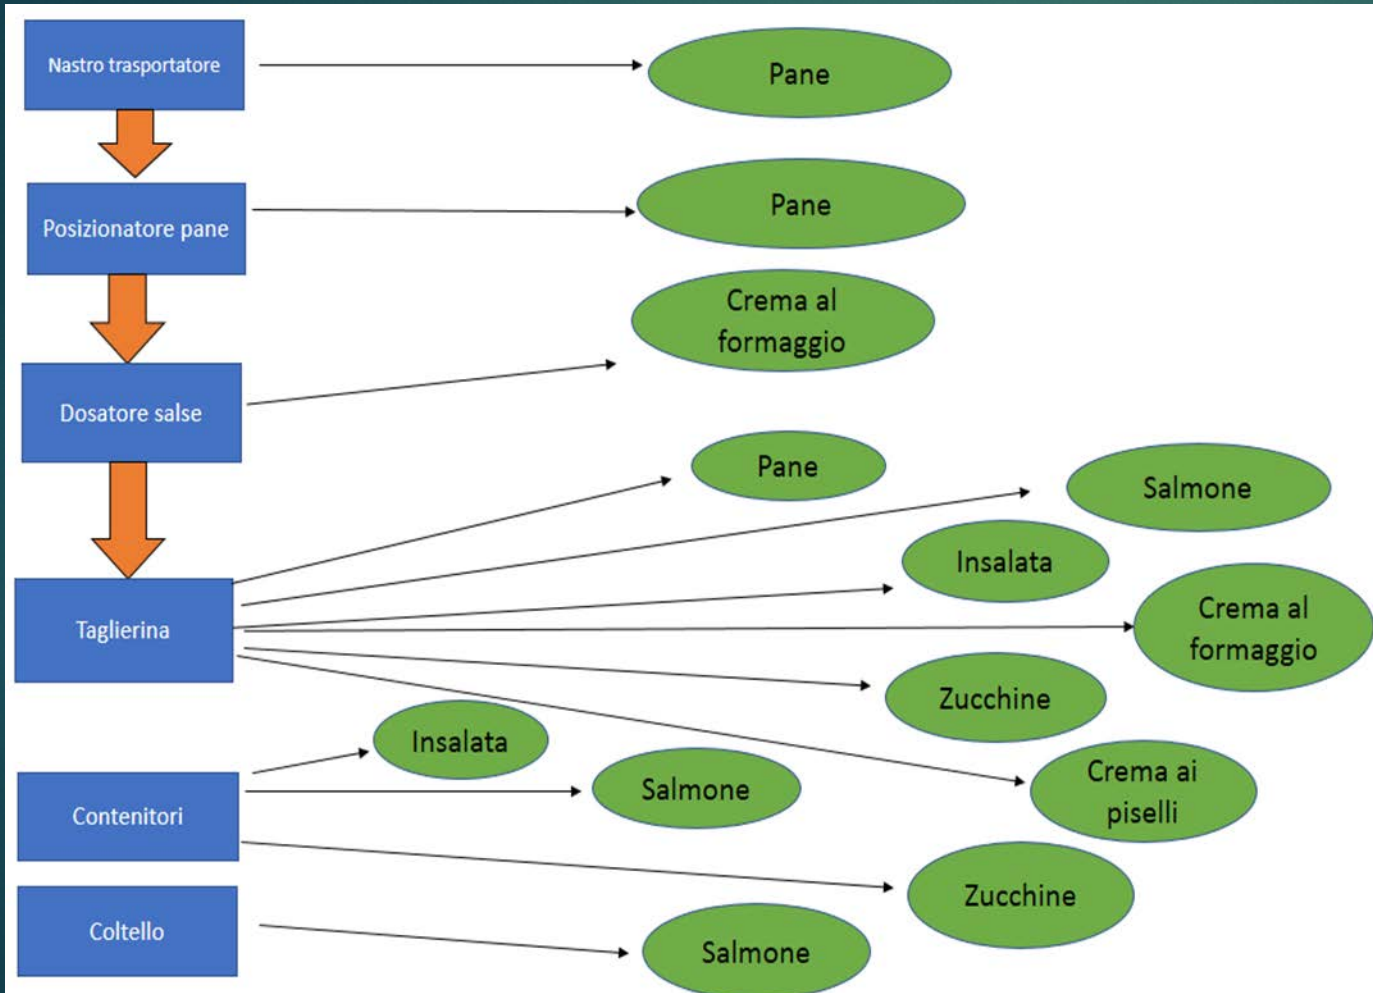 Nastro trasportatore
Pane
Posizionatore pane
Pane
Crema al
formaggio
Dosatore salse
Pane
Salmone
Insalata
Crema al
formaggio
Taglierina
Zucchine
Insalata
Salmone
Crema ai
piselli
Contenitori
Zucchine
Coltello
Salmone